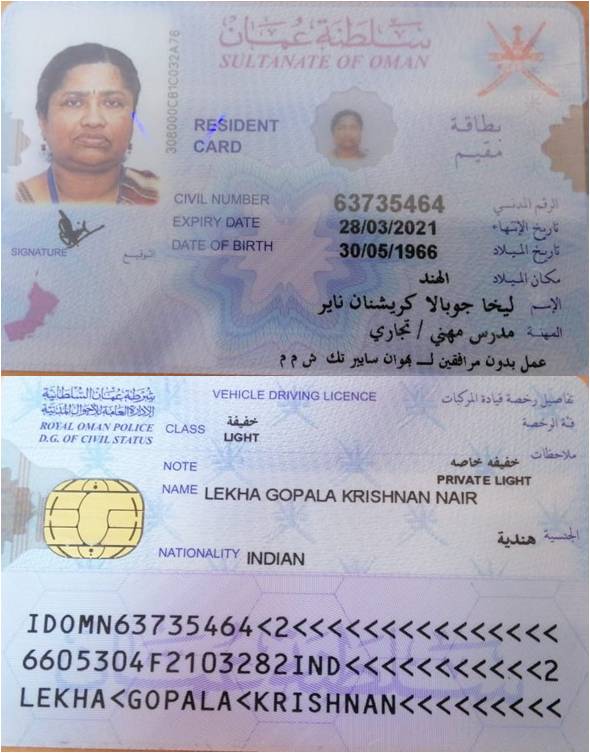 سلطنة عمان
SULTANATE OF OMAN
RESIDENT
CARD
بطاقة
مقيم
CIVIL NUMBER 63735464 الرقم المدني
EXPIRY DATE 28/03/2021 تاريخ الإنتهاء
DATE OF BIRTH 30/05/1966 تاريخ الميلاد
SIGNATURE التوقيع
مكان الميلاد الهند
الإسم ليخا جوبالا كريشنان ناير
المهنة مدرس مهني / تجاري
عمل بدون مرافقين لــ بهوان سايبر تك ش م م
شرطة عمان السلطانية
الإدارة العامة للأحوال المدنية
ROYAL OMAN POLICE
D.G. OF CIVIL STATUS
VEHICLE DRIVING LICENCE تفاصيل رخصة قيادة المركبات
CLASS خفيفة فئة الرخصة
LIGHT
ملاحظات
NOTE خفيفه خاصه
PRIVATE LIGHT
NAME LEKHA GOPALA KRISHNAN NAIR
الجنسية هندية
NATIONALITY INDIAN
IDOMN63735464<2<<<<<<<<<<<<<<<
6605304F2103282IND<<<<<<<<<<<2
LEKHA<GOPALA<KRISHNAN<<<<<<<<<